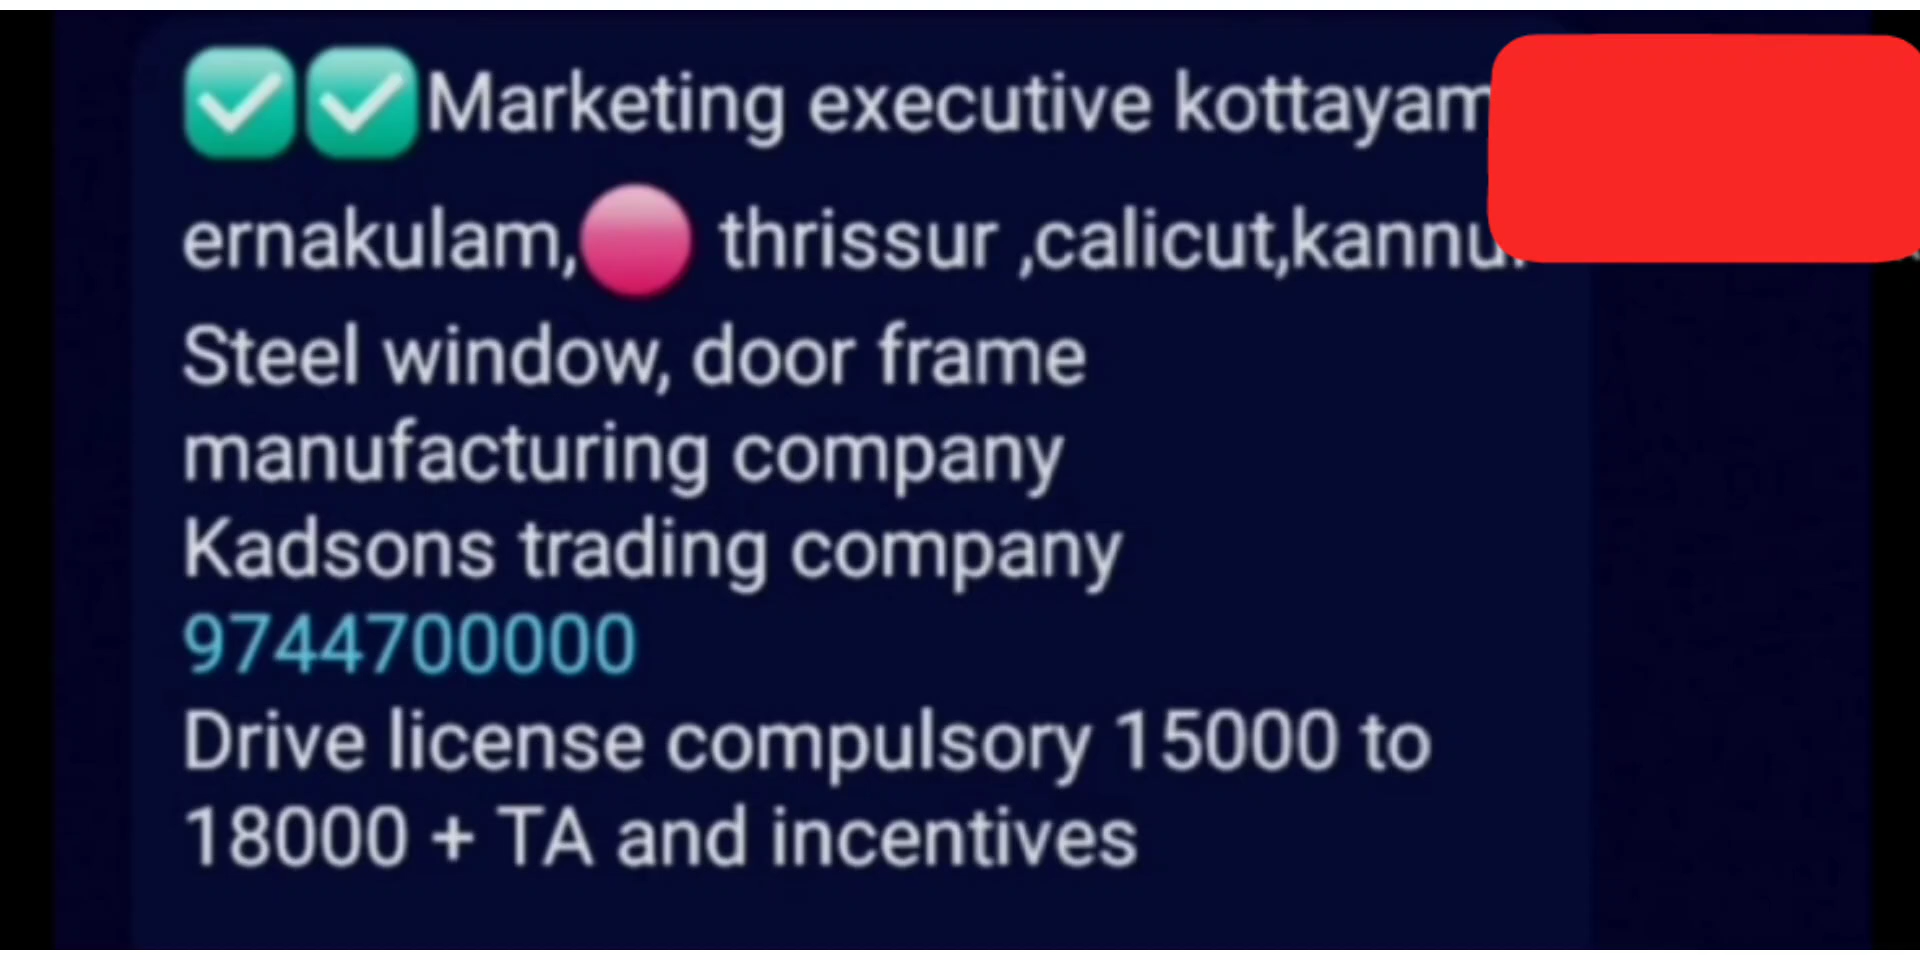 ✅✅Marketing executive kottayam
ernakulam,🔴 thrissur ,calicut,
Steel window, door frame
manufacturing company
Kadsons trading company
9744700000
Drive license compulsory 15000 to
18000 + TA and incentives